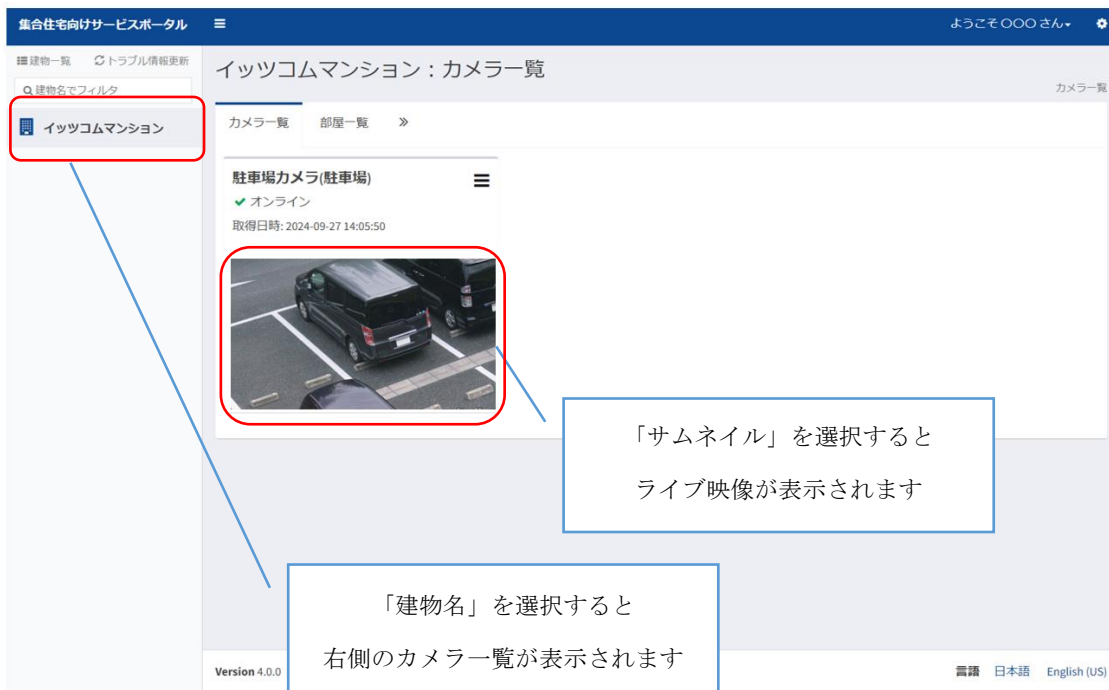 集合住宅向けサービスポータル
ようこそ〇〇〇さん
建物一覧 トラブル情報更新
建物名でフィルタ
イッツコムマンション
イッツコムマンション：カメラ一覧
カメラ一覧
カメラ一覧 部屋一覧 »
駐車場カメラ(駐車場)
オンライン
取得日時: 2024-09-27 14:05:50
「サムネイル」を選択すると
ライブ映像が表示されます
「建物名」を選択すると
右側のカメラ一覧が表示されます
Version 4.0.0
言語 日本語 English (US)